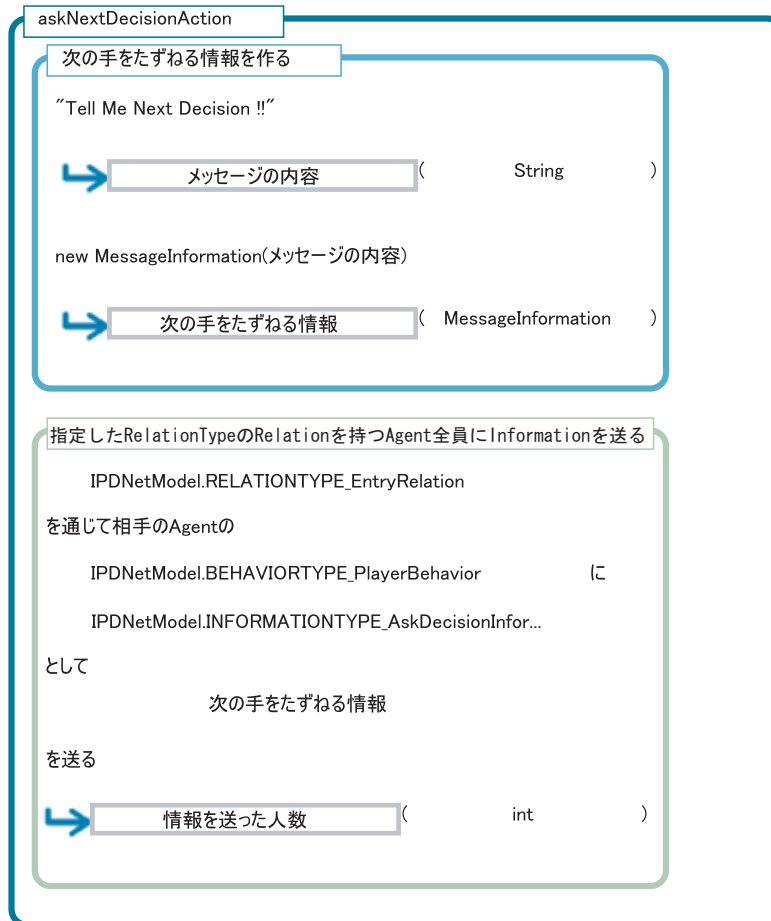 askNextDecisionAction
次の手をたずねる情報を作る
"Tell Me Next Decision !!"
メッセージの内容 ( String )
new MessageInformation(メッセージの内容)
次の手をたずねる情報 ( MessageInformation )
指定したRelationTypeのRelationを持つAgent全員にInformationを送る
IPDNetModel.RELATIONTYPE_EntryRelation
を通じて相手のAgentの
IPDNetModel.BEHAVIORTYPE_PlayerBehavior に
IPDNetModel.INFORMATIONTYPE_AskDecisionInfor...
として
次の手をたずねる情報
を送る
情報を送った人数 ( int )